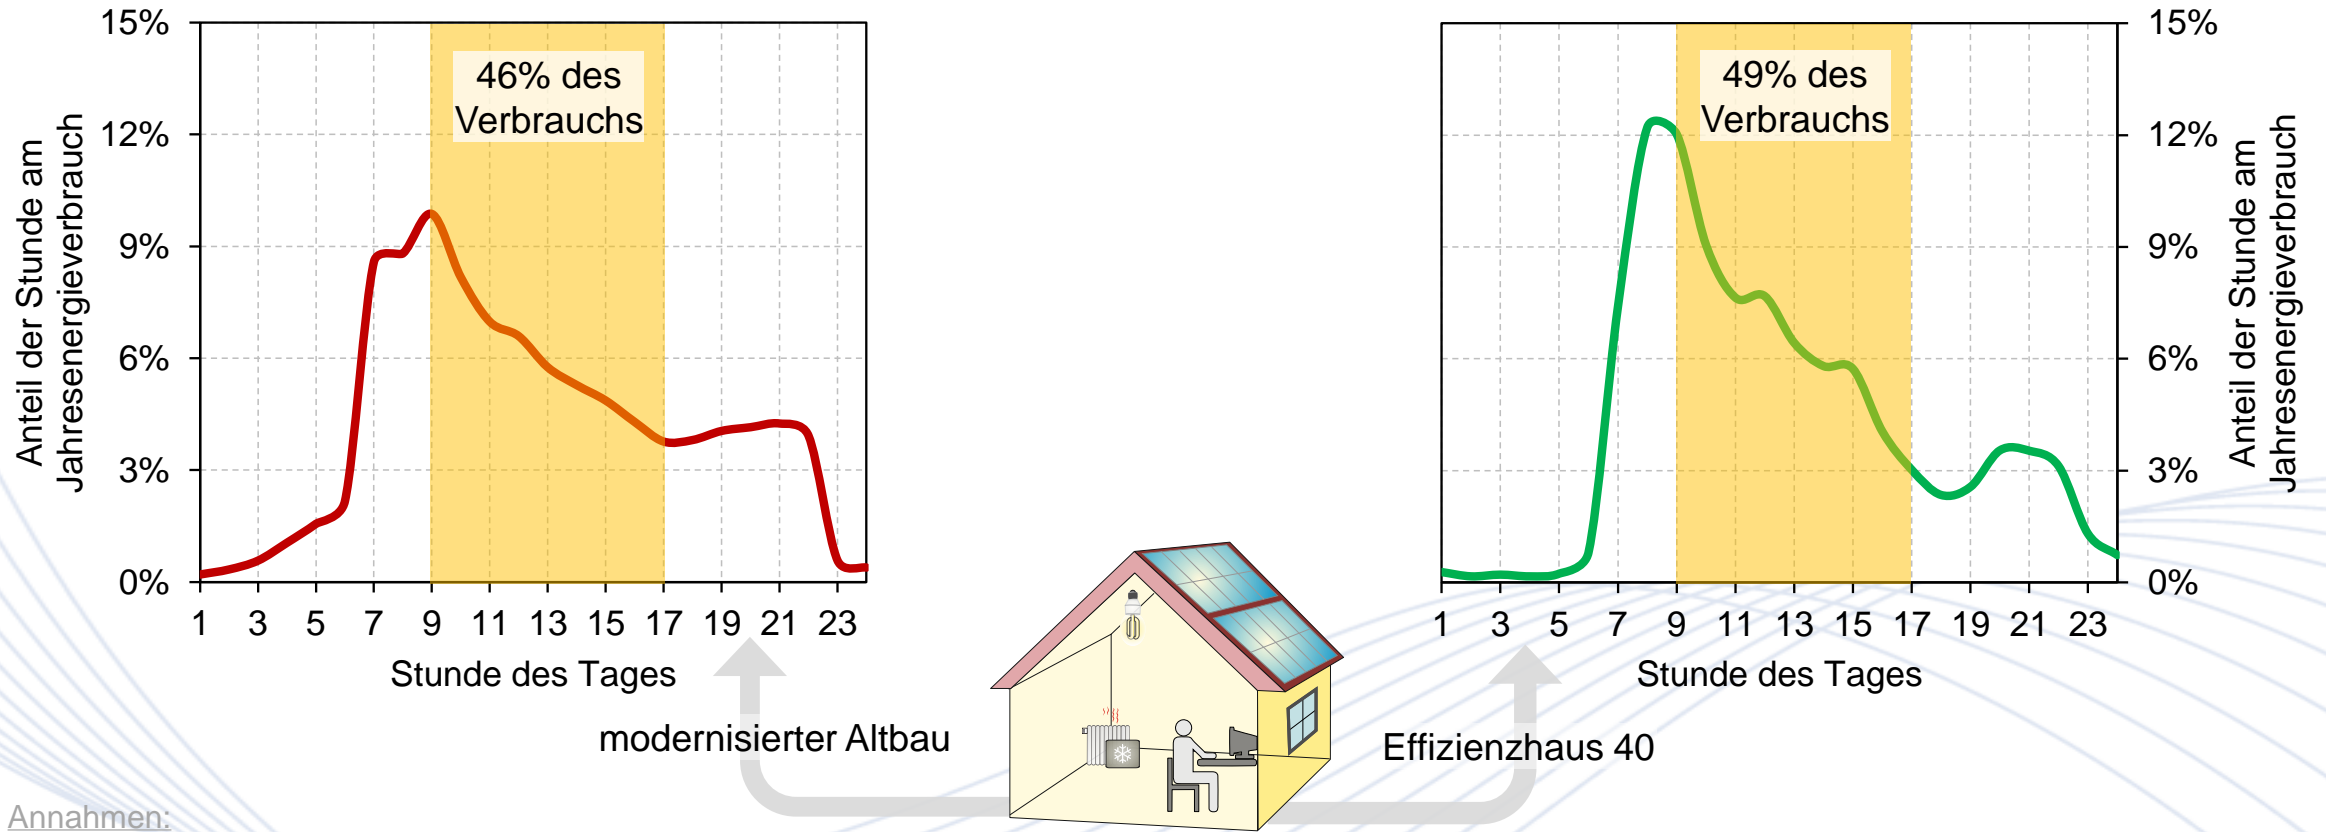 15%
12%
9%
6%
3%
0%
Anteil der Stunde am
Jahresenergieverbrauch
46% des
Verbrauchs
1 3 5 7 9 11 13 15 17 19 21 23
Stunde des Tages
modernisierter Altbau
49% des
Verbrauchs
15%
12%
9%
6%
3%
0%
Anteil der Stunde am
Jahresenergieverbrauch
1 3 5 7 9 11 13 15 17 19 21 23
Stunde des Tages
Effizienzhaus 40
Annahmen: